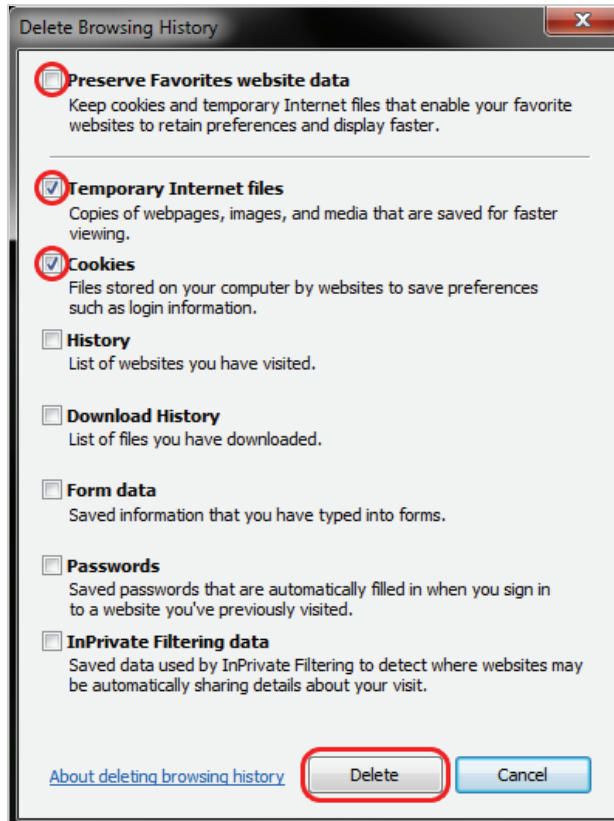 Delete Browsing History
Preserve Favorites website data
Keep cookies and temporary Internet files that enable your favorite
websites to retain preferences and display faster.
Temporary Internet files
Copies of webpages, images, and media that are saved for faster
viewing.
Cookies
Files stored on your computer by websites to save preferences
such as login information.
History
List of websites you have visited.
Download History
List of files you have downloaded.
Form data
Saved information that you have typed into forms.
Passwords
Saved passwords that are automatically filled in when you sign in
to a website you've previously visited.
InPrivate Filtering data
Saved data used by InPrivate Filtering to detect where websites may
be automatically sharing details about your visit.
About deleting browsing history Delete Cancel